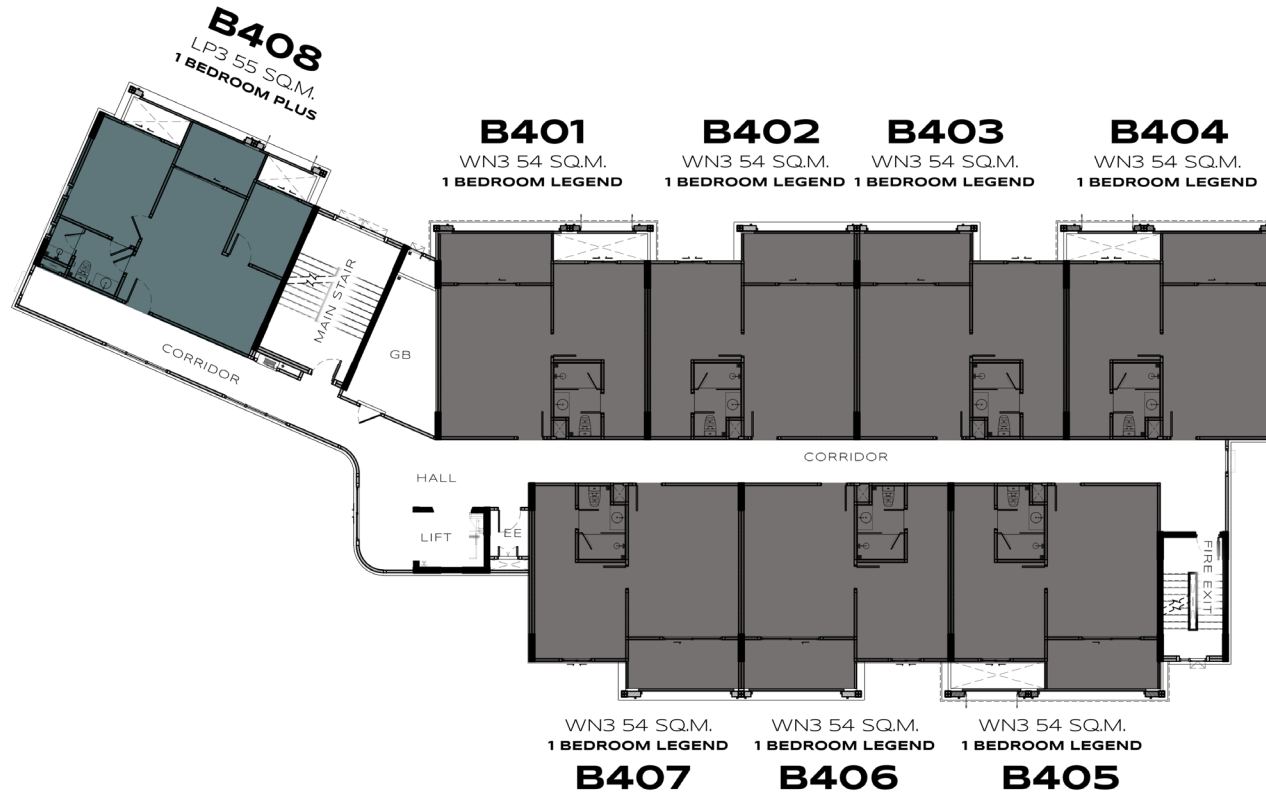 B408
LP3 55 SQ.M.
1 BEDROOM PLUS
B401
WN3 54 SQ.M.
1 BEDROOM LEGEND
B402
WN3 54 SQ.M.
1 BEDROOM LEGEND
B403
WN3 54 SQ.M.
1 BEDROOM LEGEND
B404
WN3 54 SQ.M.
1 BEDROOM LEGEND
MAIN STAIR
GB
CORRIDOR
CORRIDOR
HALL
LIFT
EE
FIRE EXIT
WN3 54 SQ.M.
1 BEDROOM LEGEND
B407
WN3 54 SQ.M.
1 BEDROOM LEGEND
B406
WN3 54 SQ.M.
1 BEDROOM LEGEND
B405